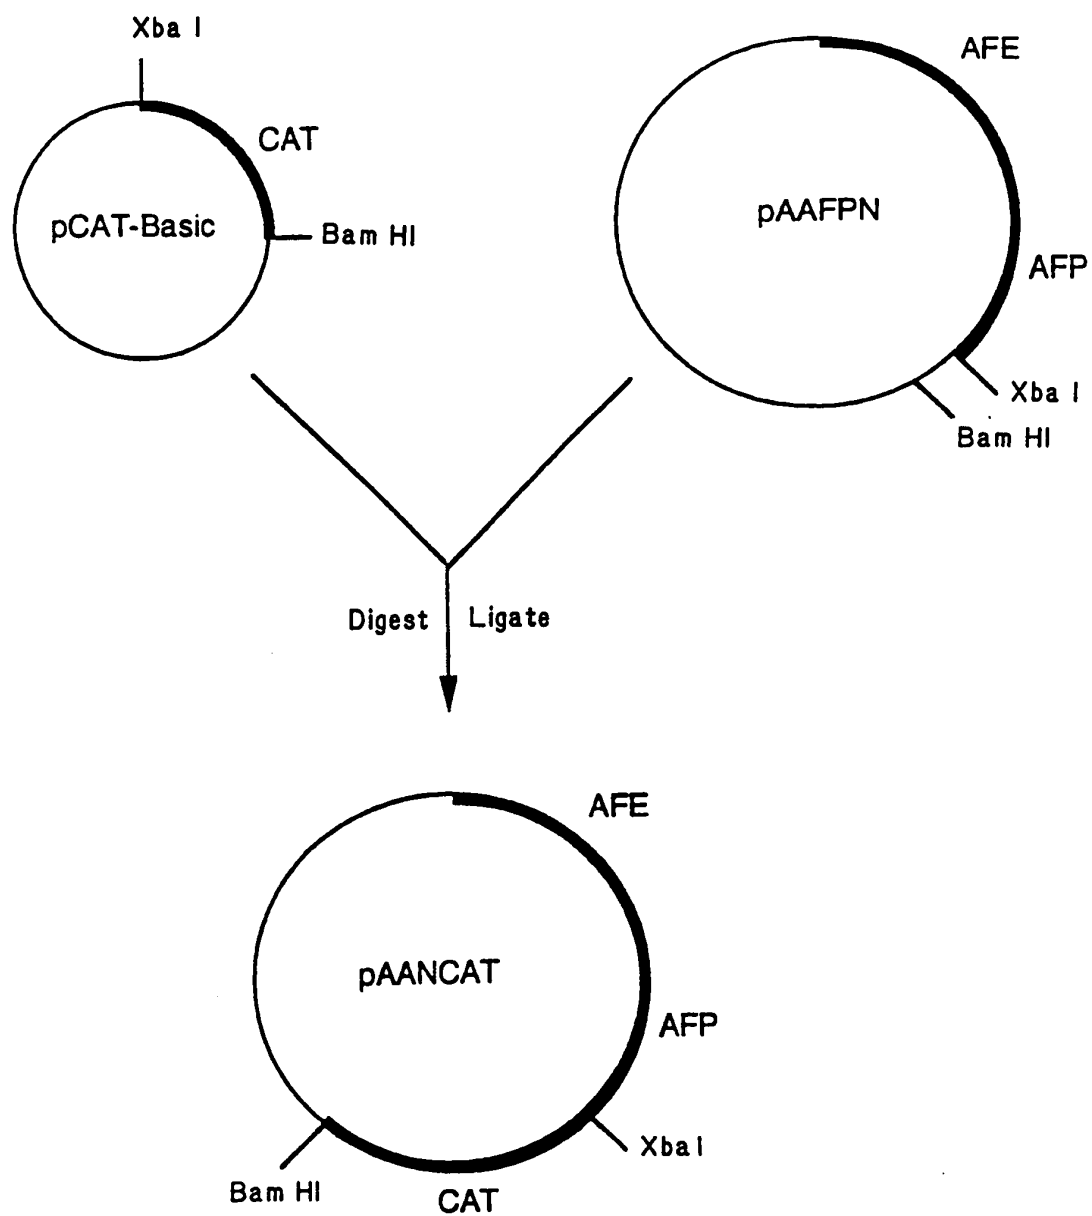 Xba I
CAT
pCAT-Basic
Bam HI
AFE
pAAFPN
AFP
Xba I
Bam HI
Digest
Ligate
AFE
pAANCAT
AFP
Xba I
Bam HI
CAT